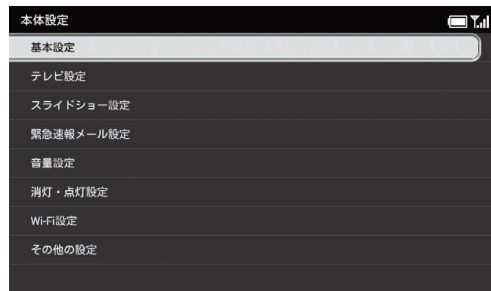 本体設定
基本設定
テレビ設定
スライドショー設定
緊急速報メール設定
音量設定
消灯・点灯設定
Wi-Fi設定
その他の設定